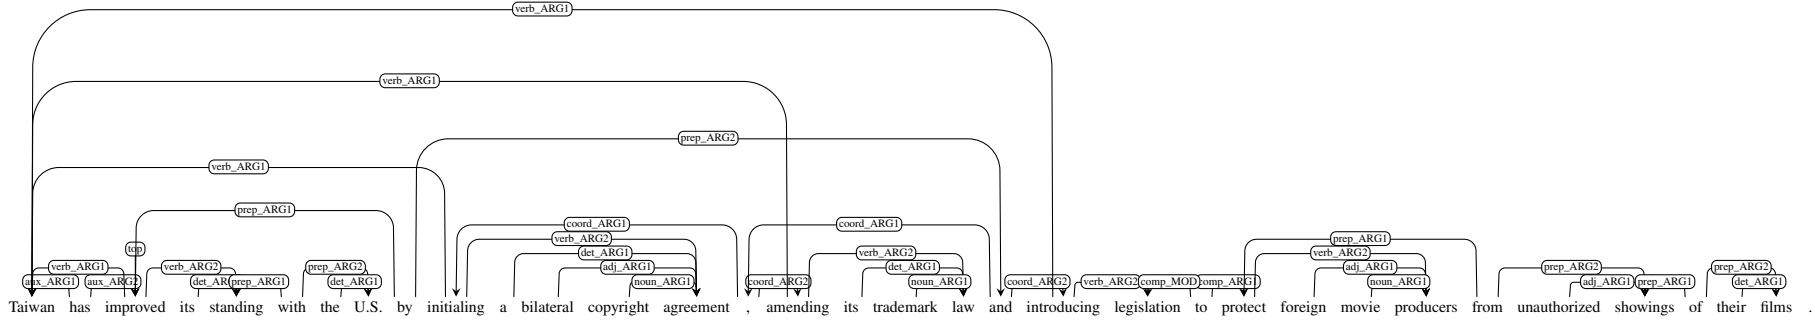 verb_ARG1
verb_ARG1
prep_ARG2
verb_ARG1
prep_ARG1
coord_ARG1 coord_ARG1
verb_ARG2 prep_ARG1
top det_ARG1 verb_ARG2 verb_ARG2
verb_ARG1 verb_ARG2 prep_ARG2 adj_ARG1 det_ARG1 adj_ARG1 prep_ARG2 prep_ARG2
aux_ARG1 aux_ARG2 prep_ARG1 det_ARG1 noun_ARG1 coord_ARG2 noun_ARG1 coord_ARG2 verb_ARG2 comp_MOD comp_ARG1 noun_ARG1 adj_ARG1 prep_ARG1 det_ARG1
Taiwan has improved its standing with the U.S. by initialing a bilateral copyright agreement , amending its trademark law and introducing legislation to protect foreign movie producers from unauthorized showings of their films .